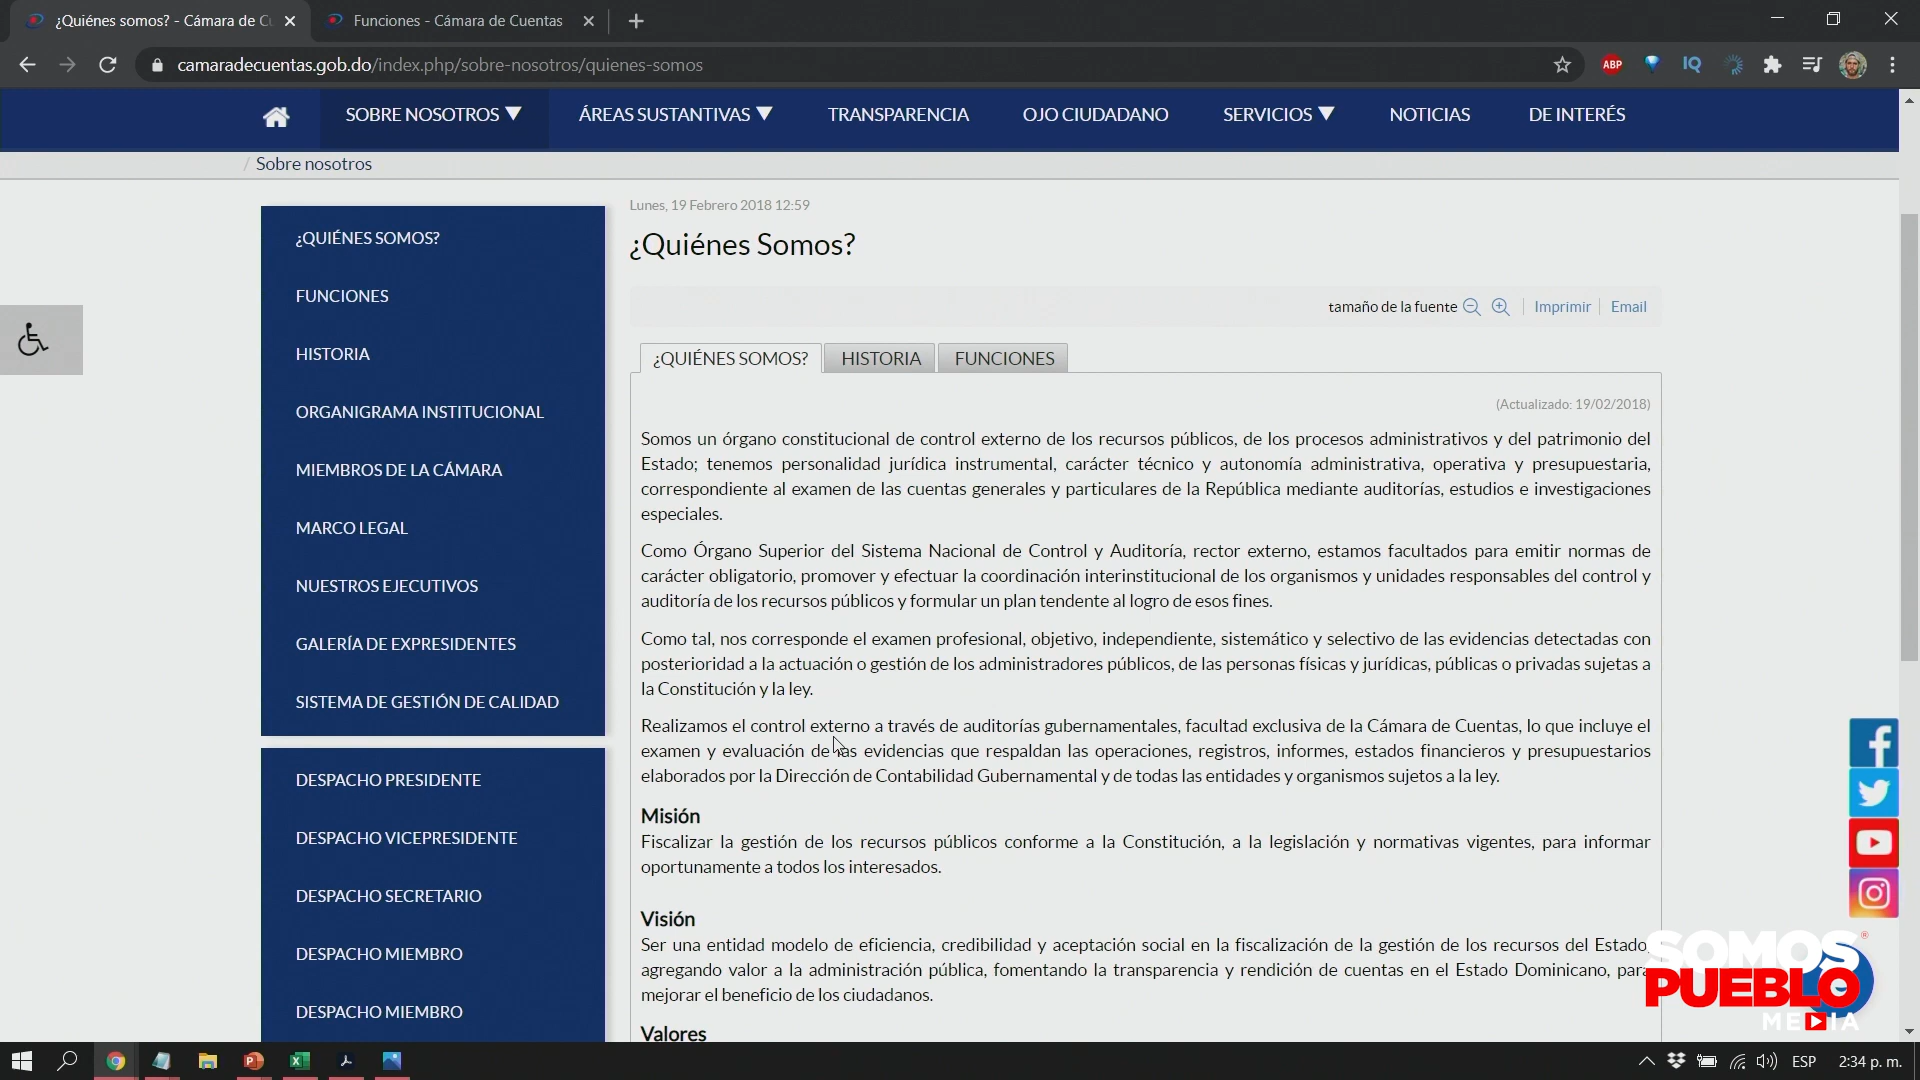 ¿Quiénes somos? - Cámara de Cu
Funciones - Cámara de Cuentas
camaradecuentas.gob.do/index.php/sobre-nosotros/quienes-somos
ABP
IQ
SOBRE NOSOTROS ▼
ÁREAS SUSTANTIVAS ▼
TRANSPARENCIA
OJO CIUDADANO
SERVICIOS ▼
NOTICIAS
DE INTERÉS
/ Sobre nosotros
¿QUIÉNES SOMOS?
FUNCIONES
HISTORIA
ORGANIGRAMA INSTITUCIONAL
MIEMBROS DE LA CÁMARA
MARCO LEGAL
NUESTROS EJECUTIVOS
GALERÍA DE EXPRESIDENTES
SISTEMA DE GESTIÓN DE CALIDAD
DESPACHO PRESIDENTE
DESPACHO VICEPRESIDENTE
DESPACHO SECRETARIO
DESPACHO MIEMBRO
DESPACHO MIEMBRO
Lunes, 19 Febrero 2018 12:59
¿Quiénes Somos?
tamaño de la fuente
Imprimir
Email
¿QUIÉNES SOMOS?
HISTORIA
FUNCIONES
(Actualizado: 19/02/2018)
Somos un órgano constitucional de control externo de los recursos públicos, de los procesos administrativos y del patrimonio del
Estado; tenemos personalidad jurídica instrumental, carácter técnico y autonomía administrativa, operativa y presupuestaria,
correspondiente al examen de las cuentas generales y particulares de la República mediante auditorías, estudios e investigaciones
especiales.
Como Órgano Superior del Sistema Nacional de Control y Auditoría, rector externo, estamos facultados para emitir normas de
carácter obligatorio, promover y efectuar la coordinación interinstitucional de los organismos y unidades responsables del control y
auditoría de los recursos públicos y formular un plan tendente al logro de esos fines.
Como tal, nos corresponde el examen profesional, objetivo, independiente, sistemático y selectivo de las evidencias detectadas con
posterioridad a la actuación o gestión de los administradores públicos, de las personas físicas y jurídicas, públicas o privadas sujetas a
la Constitución y la ley.
Realizamos el control externo a través de auditorías gubernamentales, facultad exclusiva de la Cámara de Cuentas, lo que incluye el
examen y evaluación de las evidencias que respaldan las operaciones, registros, informes, estados financieros y presupuestarios
elaborados por la Dirección de Contabilidad Gubernamental y de todas las entidades y organismos sujetos a la ley.
Misión
Fiscalizar la gestión de los recursos públicos conforme a la Constitución, a la legislación y normativas vigentes, para informar
oportunamente a todos los interesados.
Visión
Ser una entidad modelo de eficiencia, credibilidad y aceptación social en la fiscalización de la gestión de los recursos del Estado,
agregando valor a la administración pública, fomentando la transparencia y rendición de cuentas en el Estado Dominicano, para
mejorar el beneficio de los ciudadanos.
Valores
SOMOS®
PUEBLO
MEDIA
ESP
2:34 p. m.